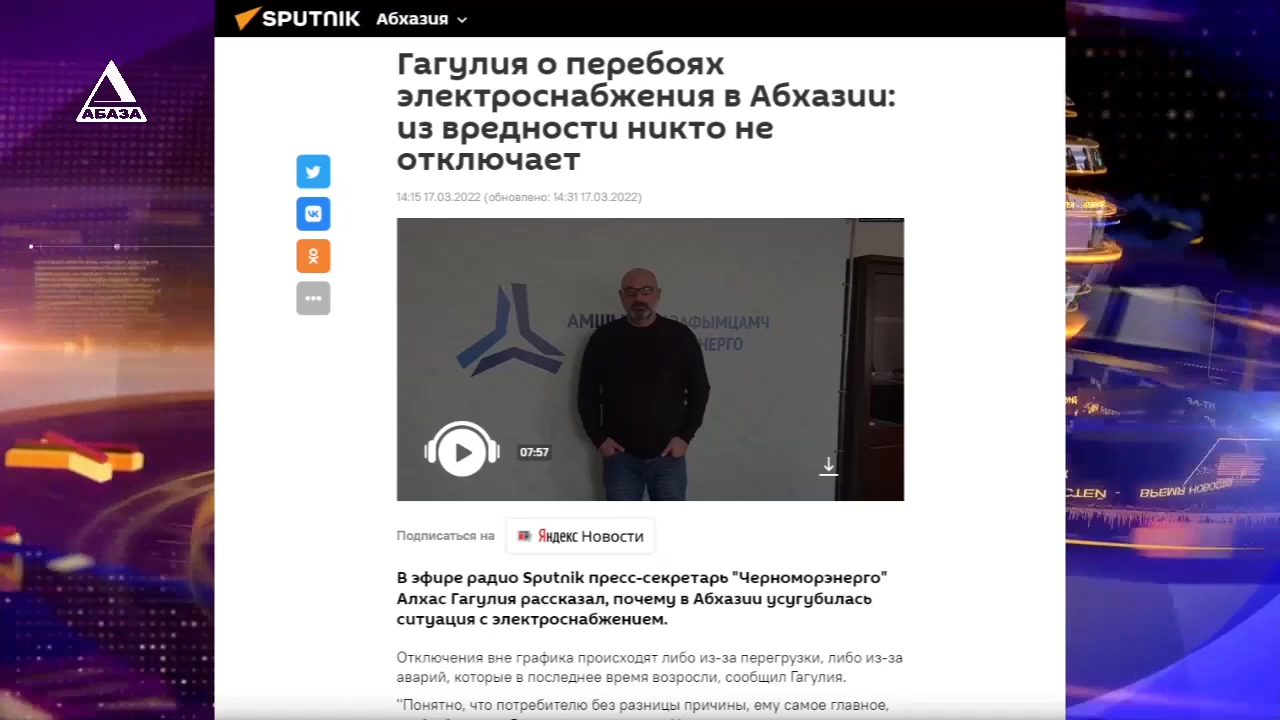 SPUTNIK Абхазия
АБАЗА
Гагулия о перебоях
электроснабжения в Абхазии:
из вредности никто не
отключает
14:15 17.03.2022 (обновлено: 14:31 17.03.2022)
07:57
Подписаться на
Яндекс Новости
В эфире радио Sputnik пресс-секретарь "Черноморэнерго"
Алхас Гагулия рассказал, почему в Абхазии усугубилась
ситуация с электроснабжением.
Отключения вне графика происходят либо из-за перегрузки, либо из-за
аварий, которые в последнее время возросли, сообщил Гагулия.
"Понятно, что потребителю без разницы причины, ему самое главное,